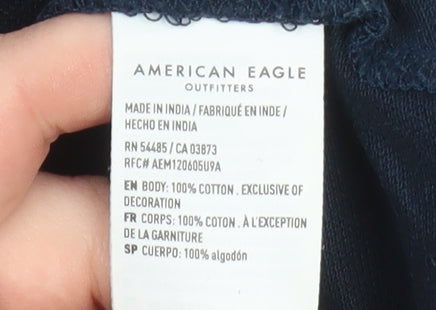 AMERICAN EAGLE
OUTFITTERS
MADE IN INDIA / FABRIQUÉ EN INDE /
HECHO EN INDIA
RN 54485 / CA 03873
RFC# AEM120605U9A
EN BODY: 100% COTTON . EXCLUSIVE OF
DECORATION
FR CORPS: 100% COTON . À L'EXCEPTION
DE LA GARNITURE
SP CUERPO: 100% algodón